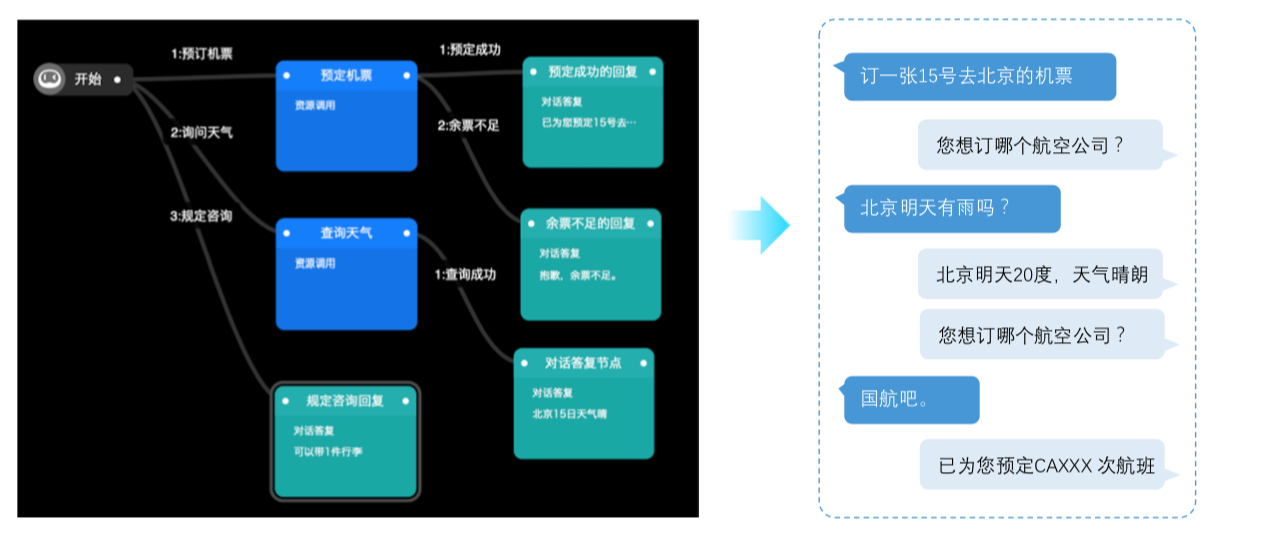 开始
1:预订机票
2:询问天气
3:规定咨询
预定机票
资源调用
1:预定成功
2:余票不足
预定成功的回复
对话答复
已为您预定15号去…
余票不足的回复
对话答复
抱歉，余票不足。
查询天气
资源调用
1:查询成功
对话答复节点
对话答复
北京15日天气晴
规定咨询回复
对话答复
可以带1件行李
订一张15号去北京的机票
您想订哪个航空公司？
北京明天有雨吗？
北京明天20度，天气晴朗
您想订哪个航空公司？
国航吧。
已为您预定CAXXX 次航班